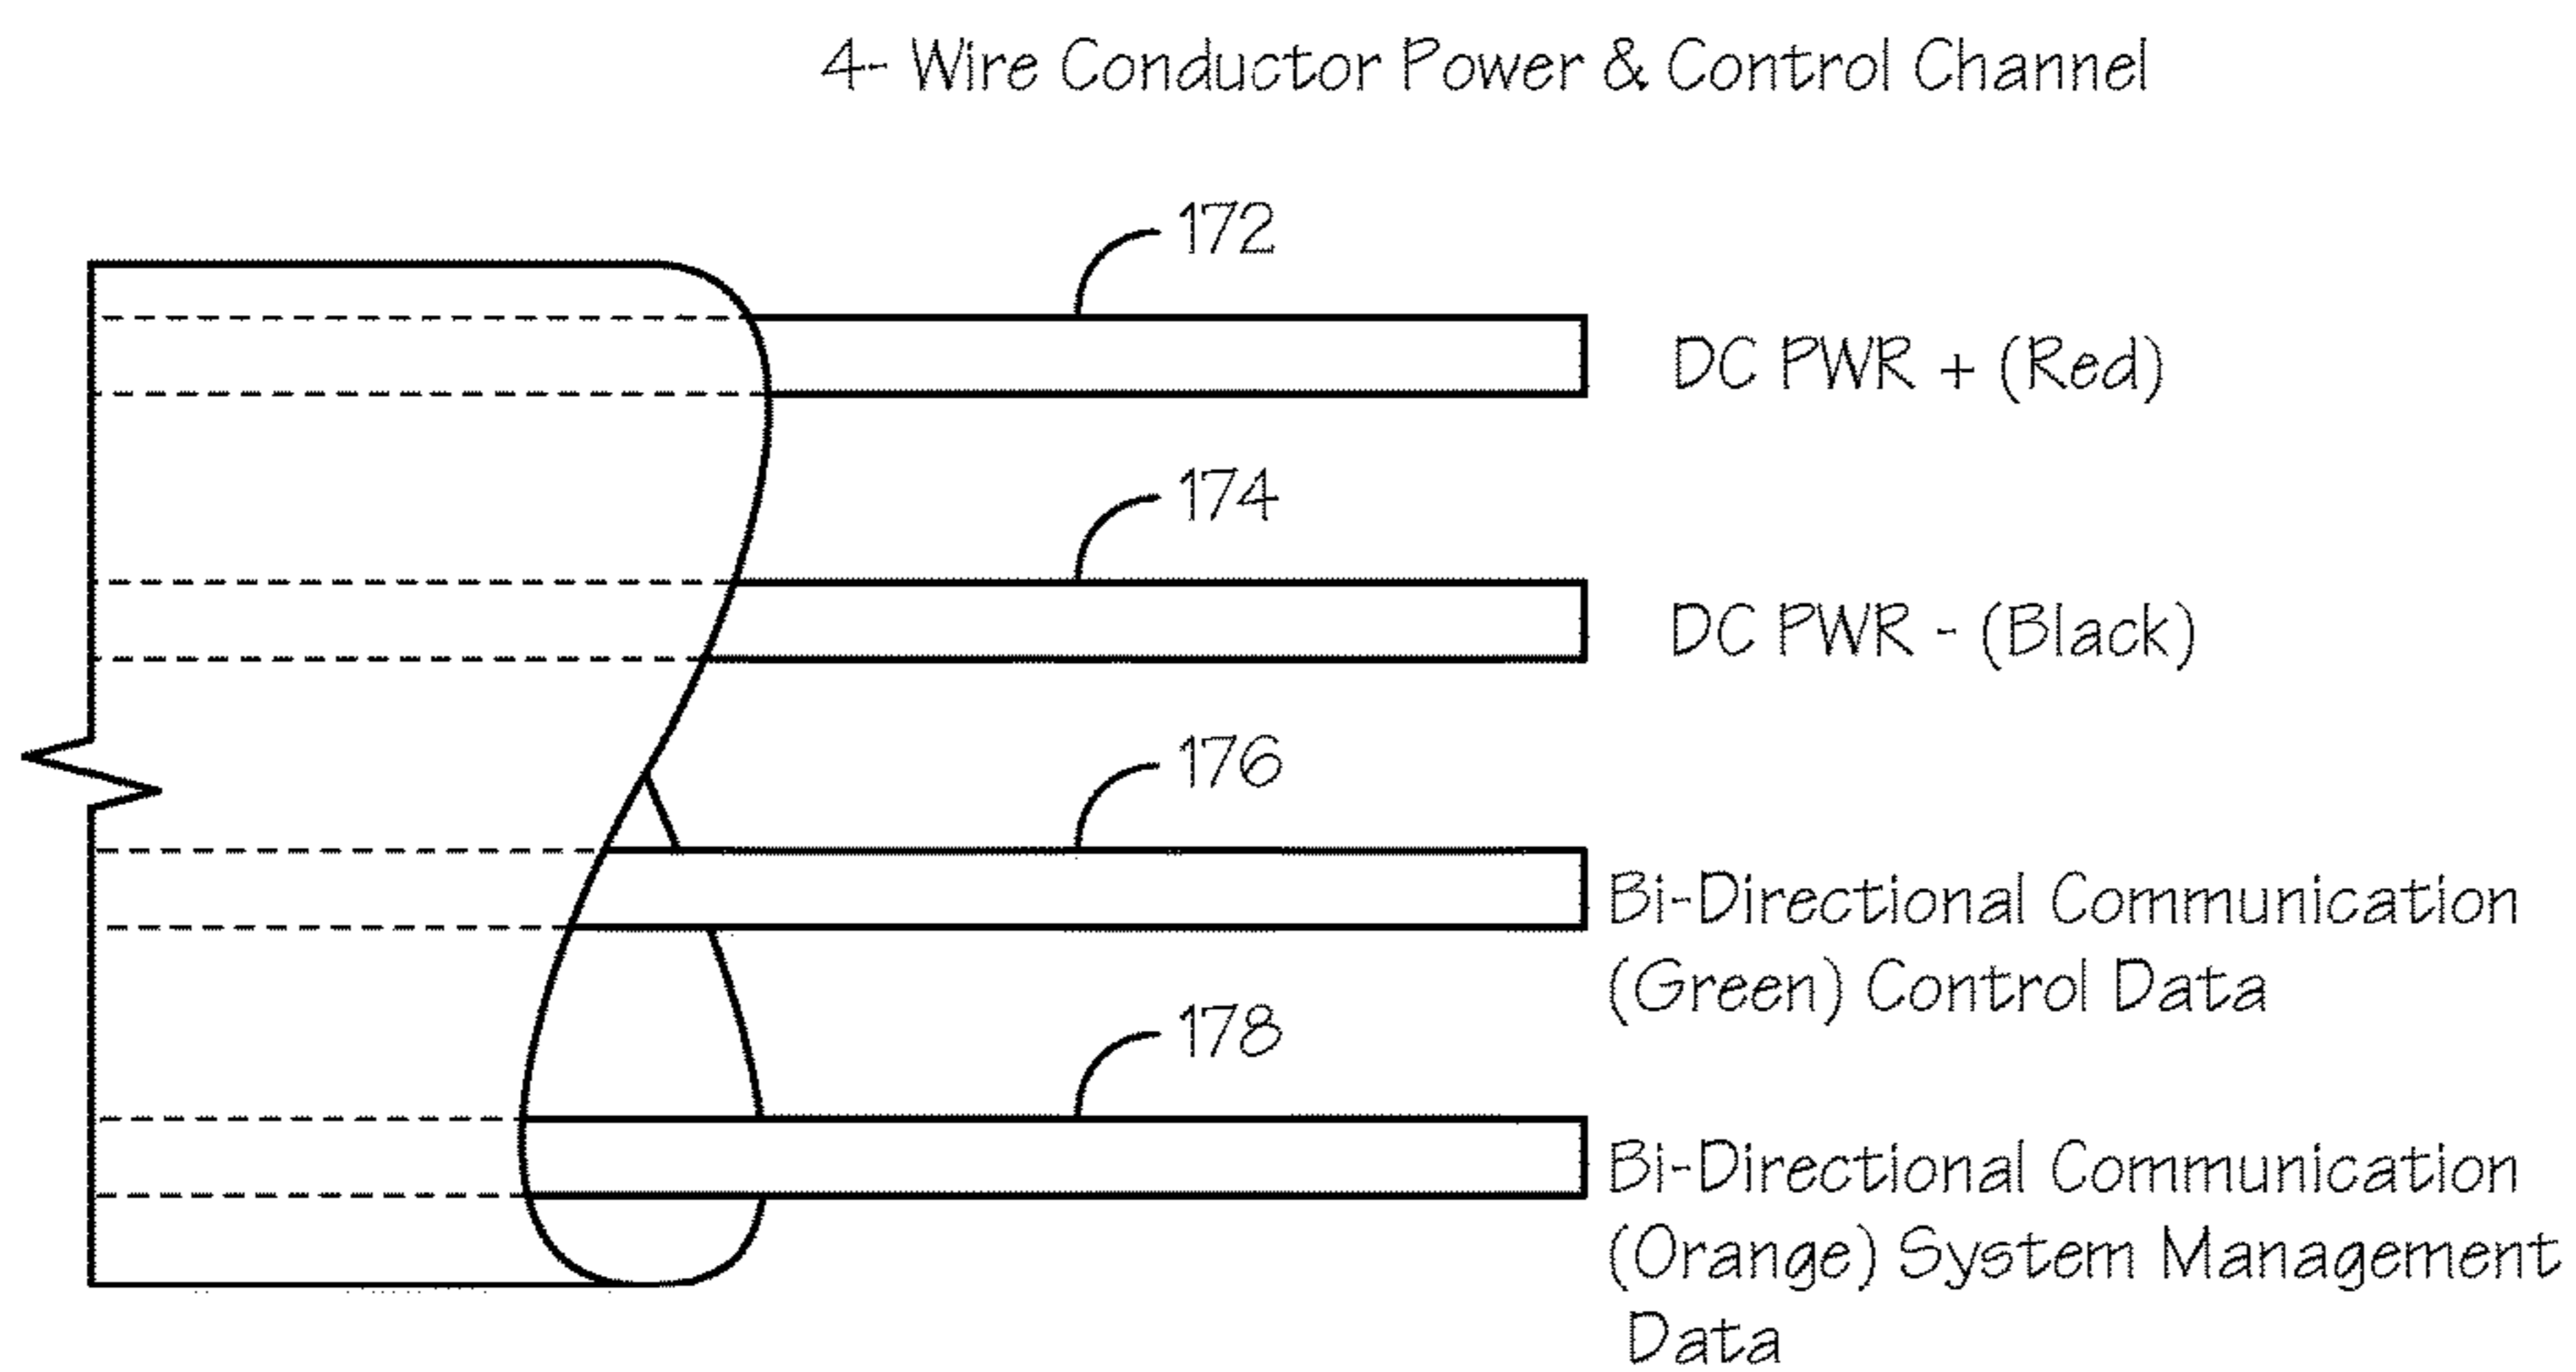 4- Wire Conductor Power & Control Channel
172
DC PWR + (Red)
174
DC PWR - (Black)
176
Bi-Directional Communication
(Green) Control Data
178
Bi-Directional Communication
(Orange) System Management
Data